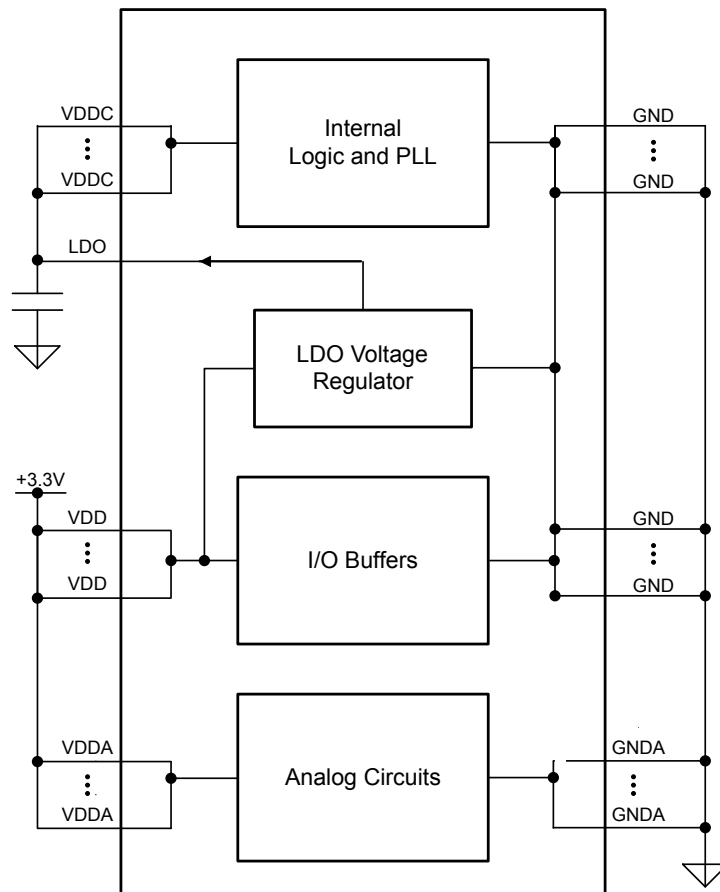 VDDC
VDDC
LDO
Internal
Logic and PLL
GND
GND
LDO Voltage
Regulator
+3.3V
VDD
VDD
I/O Buffers
GND
GND
VDDA
VDDA
Analog Circuits
GNDA
GNDA